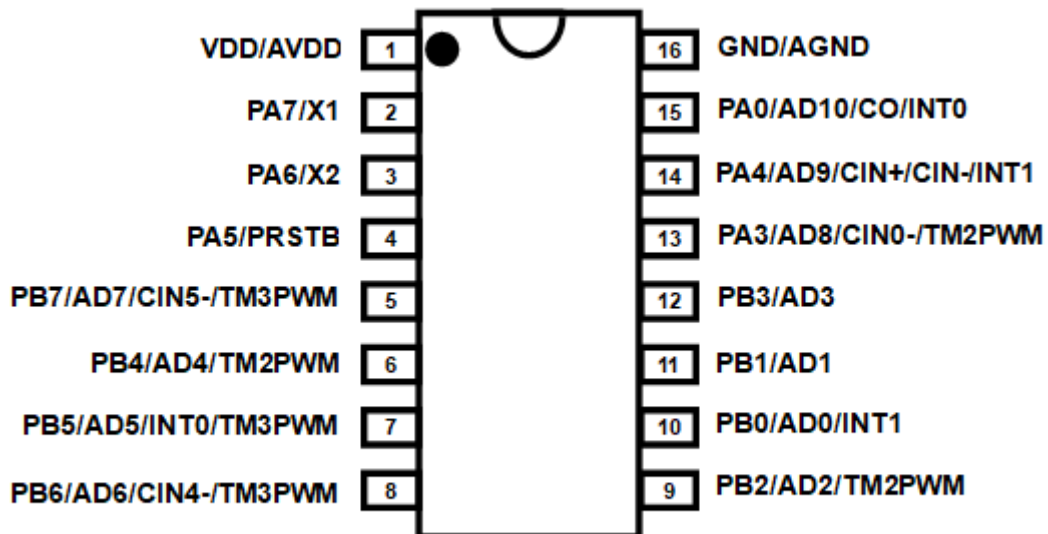 VDD/AVDD 1 16 GND/AGND
PA7/X1 2 15 PA0/AD10/CO/INT0
PA6/X2 3 14 PA4/AD9/CIN+/CIN-/INT1
PA5/PRSTB 4 13 PA3/AD8/CIN0-/TM2PWM
PB7/AD7/CIN5-/TM3PWM 5 12 PB3/AD3
PB4/AD4/TM2PWM 6 11 PB1/AD1
PB5/AD5/INT0/TM3PWM 7 10 PB0/AD0/INT1
PB6/AD6/CIN4-/TM3PWM 8 9 PB2/AD2/TM2PWM